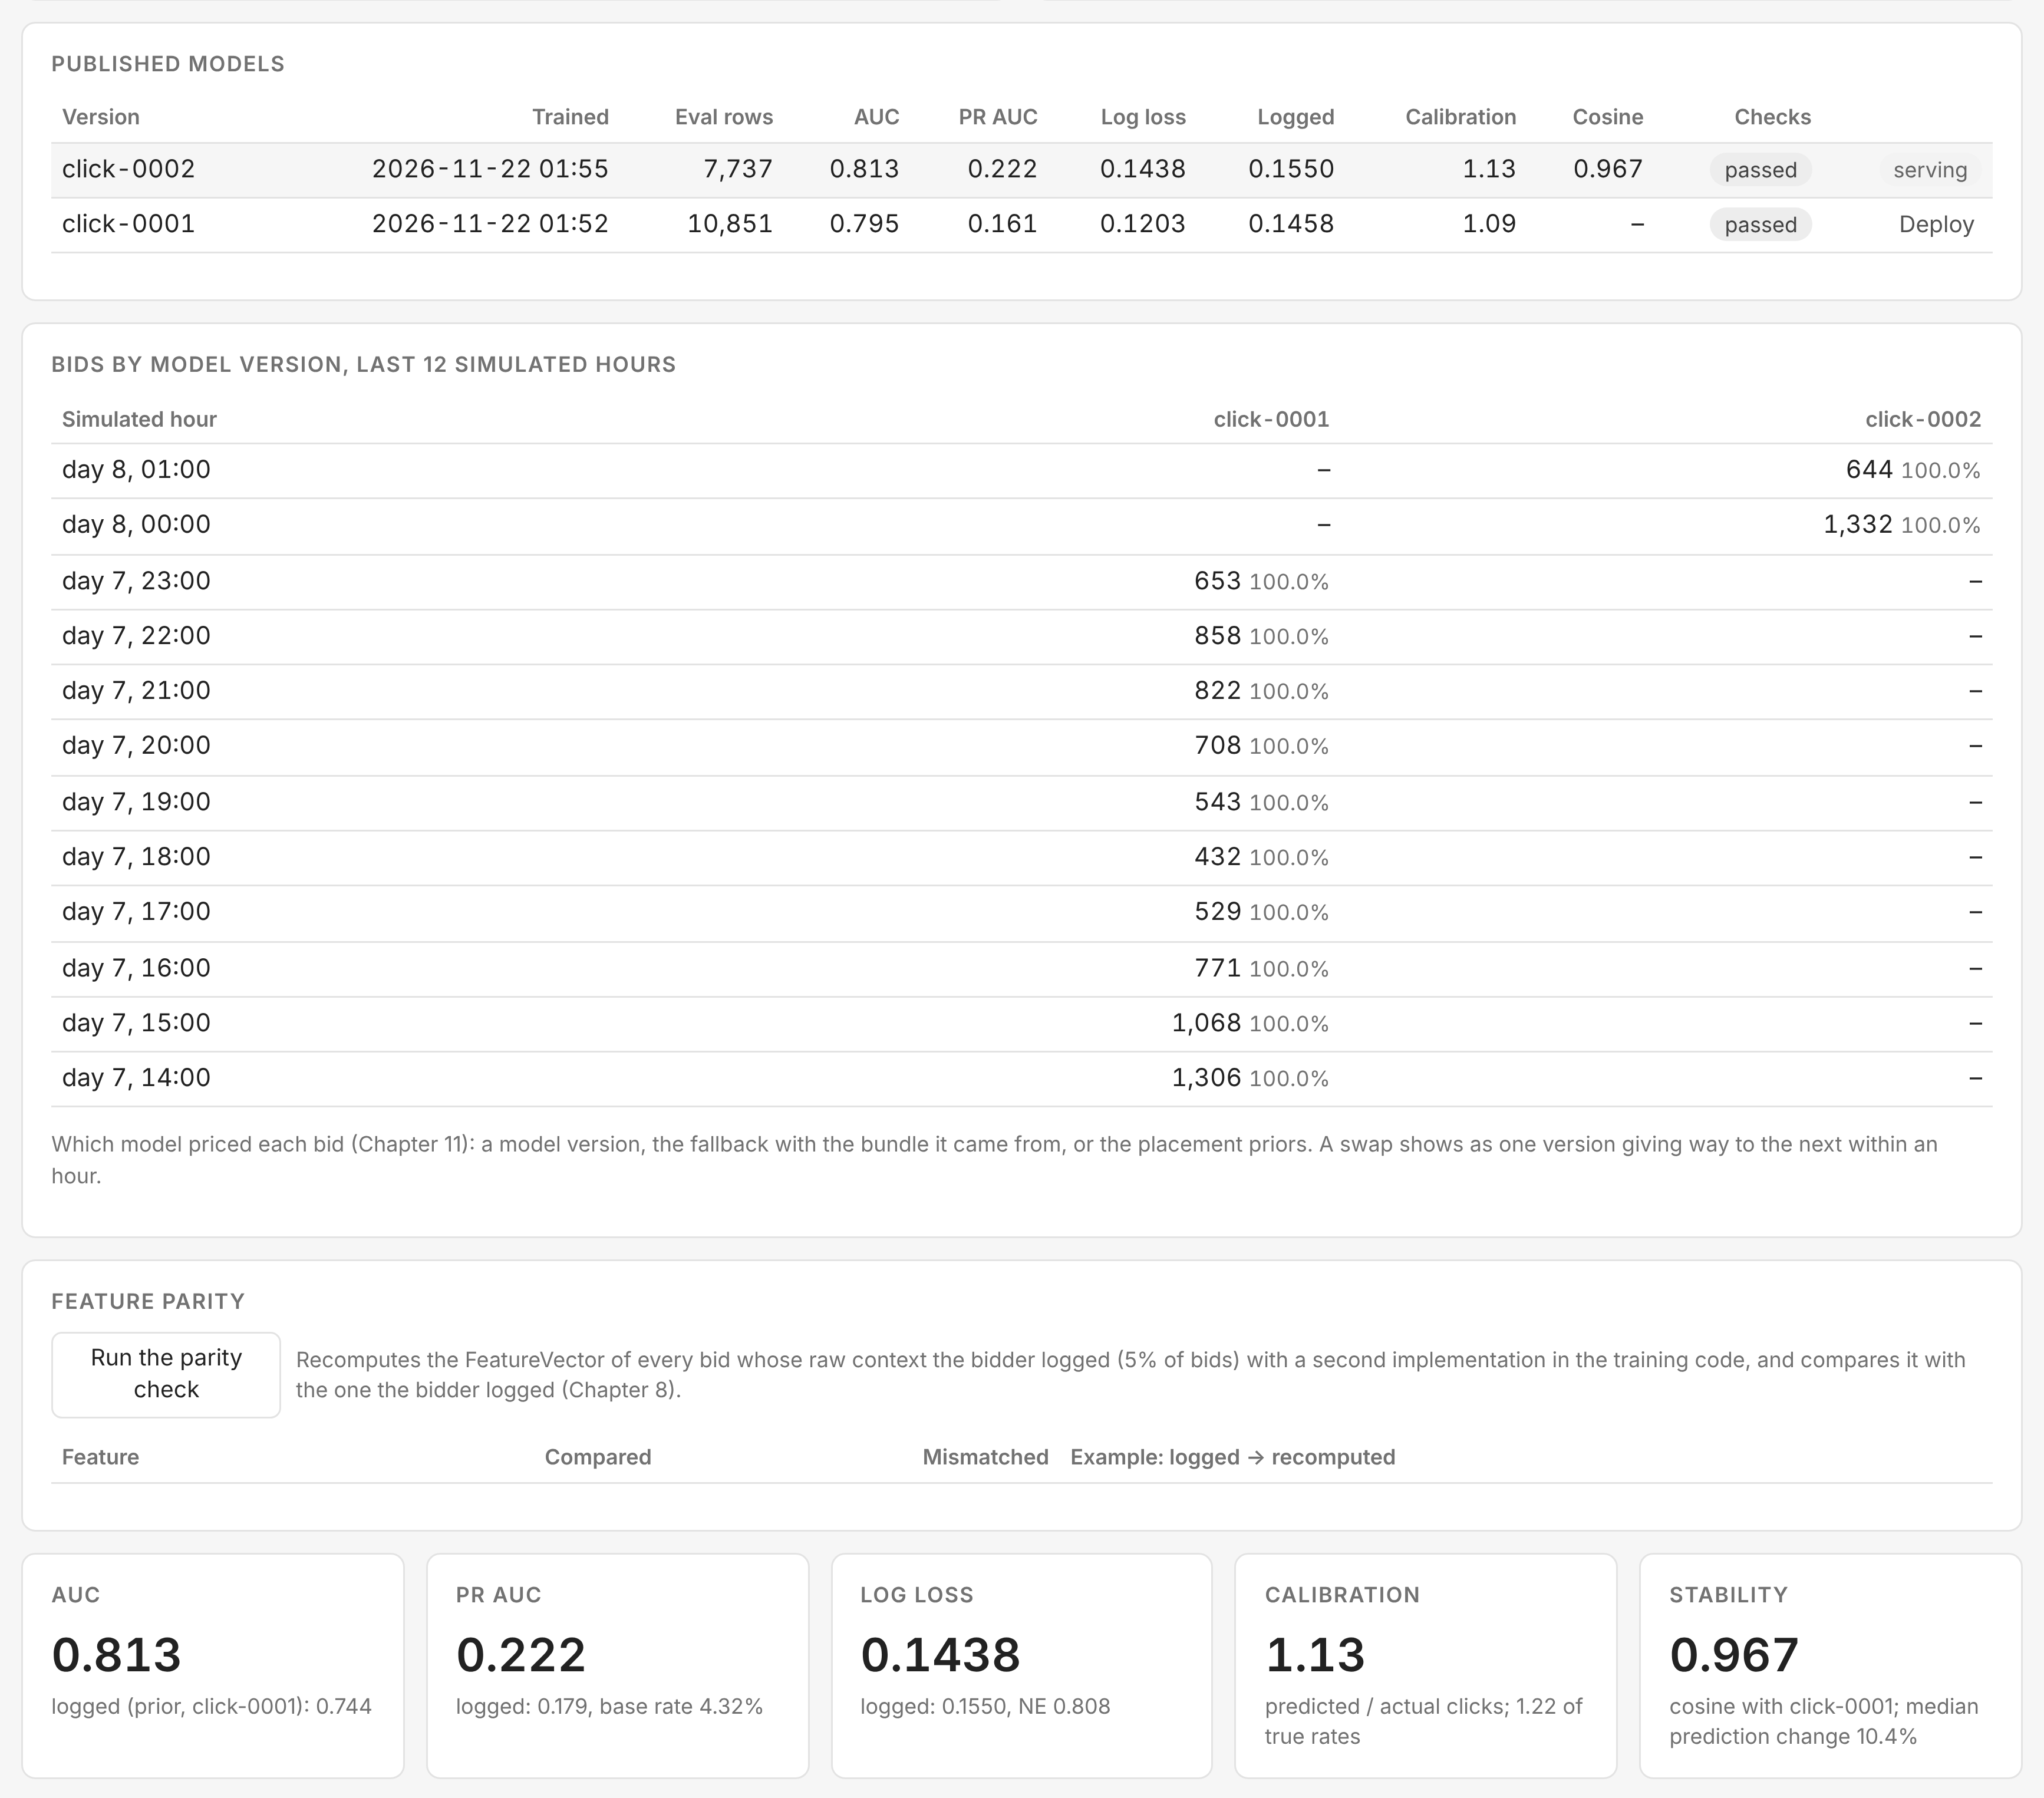 PUBLISHED MODELS
Version Trained Eval rows AUC PR AUC Log loss Logged Calibration Cosine Checks
click-0002 2026-11-22 01:55 7,737 0.813 0.222 0.1438 0.1550 1.13 0.967 passed serving
click-0001 2026-11-22 01:52 10,851 0.795 0.161 0.1203 0.1458 1.09 – passed Deploy
BIDS BY MODEL VERSION, LAST 12 SIMULATED HOURS
Simulated hour click-0001 click-0002
day 8, 01:00 – 644 100.0%
day 8, 00:00 – 1,332 100.0%
day 7, 23:00 653 100.0% –
day 7, 22:00 858 100.0% –
day 7, 21:00 822 100.0% –
day 7, 20:00 708 100.0% –
day 7, 19:00 543 100.0% –
day 7, 18:00 432 100.0% –
day 7, 17:00 529 100.0% –
day 7, 16:00 771 100.0% –
day 7, 15:00 1,068 100.0% –
day 7, 14:00 1,306 100.0% –
Which model priced each bid (Chapter 11): a model version, the fallback with the bundle it came from, or the placement priors. A swap shows as one version giving way to the next within an
hour.
FEATURE PARITY
Run the parity
check
Recomputes the FeatureVector of every bid whose raw context the bidder logged (5% of bids) with a second implementation in the training code, and compares it with
the one the bidder logged (Chapter 8).
Feature Compared Mismatched Example: logged → recomputed
AUC
0.813
logged (prior, click-0001): 0.744
PR AUC
0.222
logged: 0.179, base rate 4.32%
LOG LOSS
0.1438
logged: 0.1550, NE 0.808
CALIBRATION
1.13
predicted / actual clicks; 1.22 of
true rates
STABILITY
0.967
cosine with click-0001; median
prediction change 10.4%